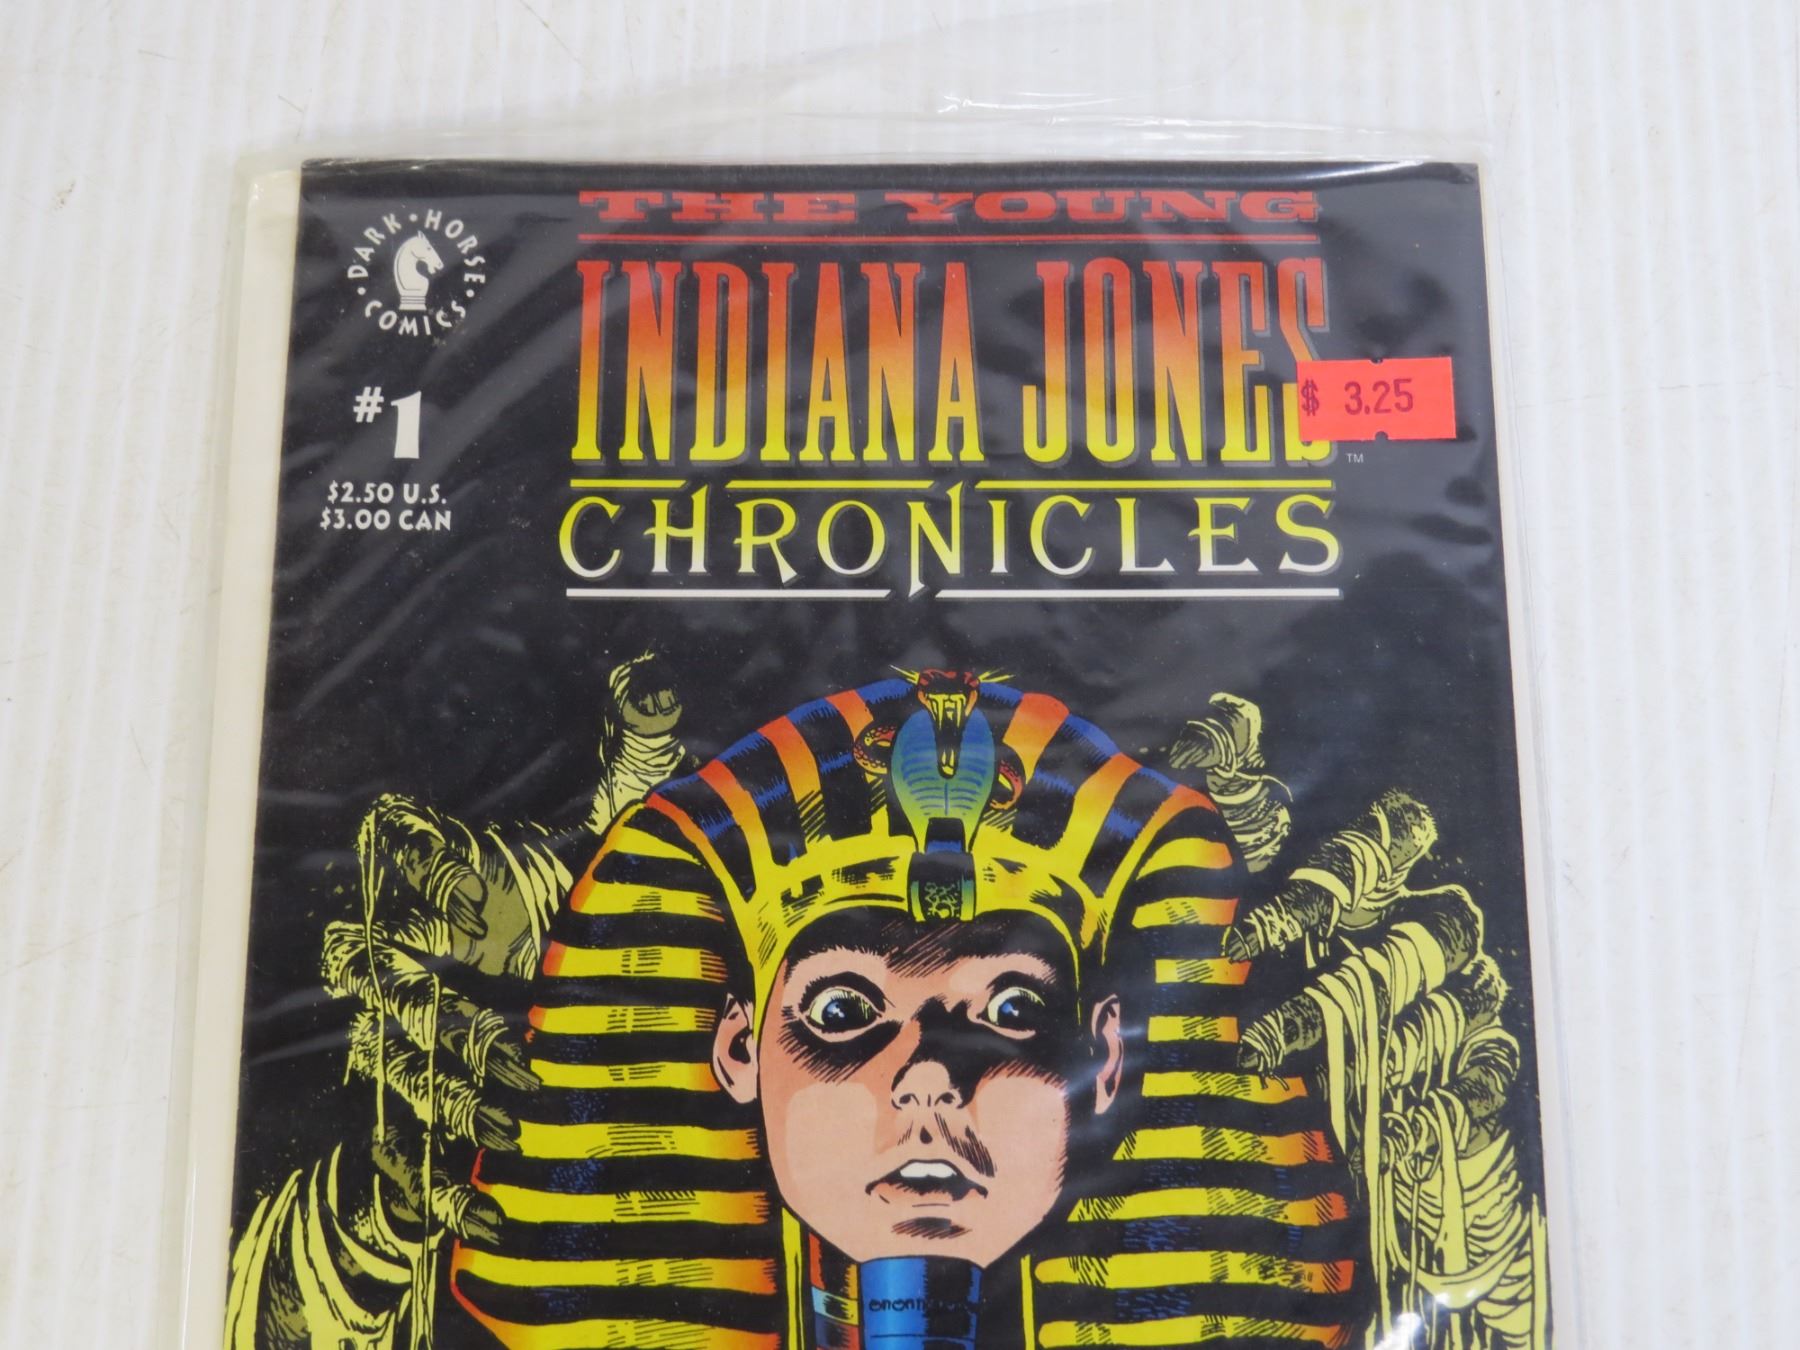 DARK • HORSE • COMICS •
#1
$2.50 U.S.
$3.00 CAN
THE YOUNG
INDIANA JONES
TM
CHRONICLES
$ 3.25